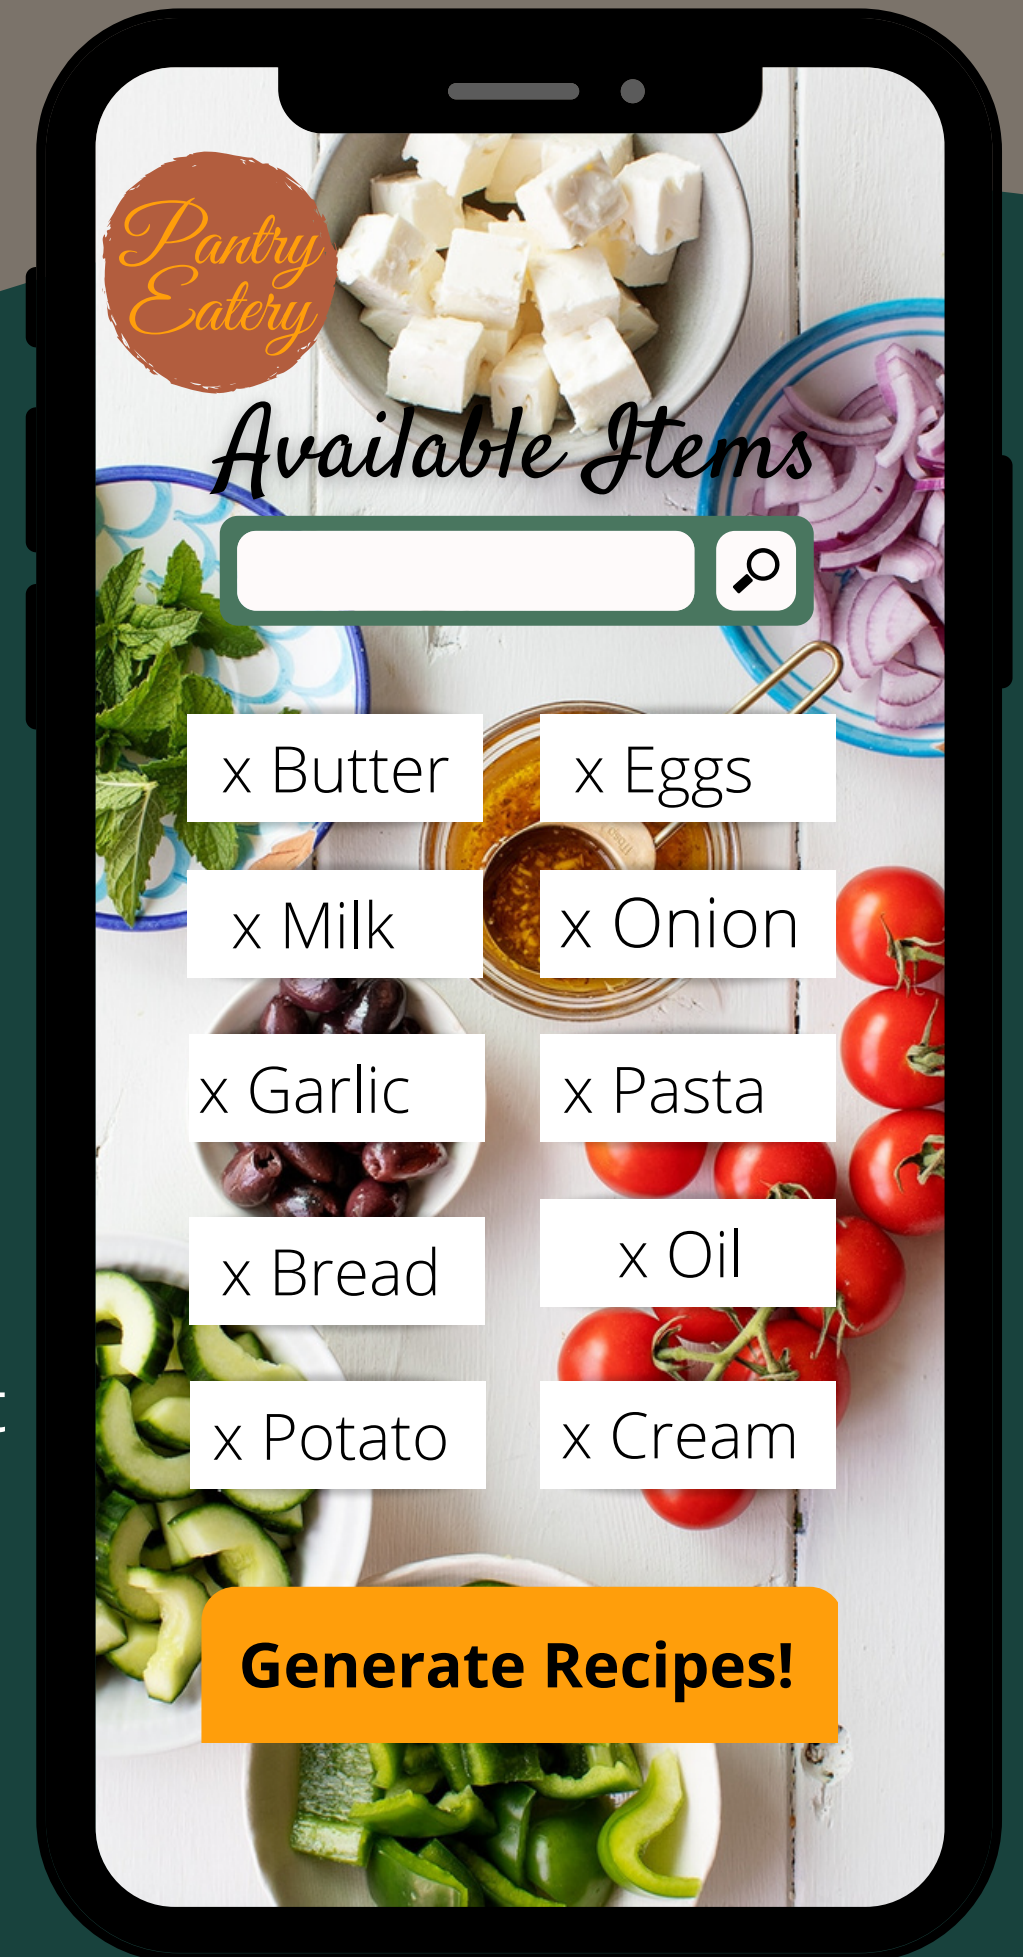 Pantry
Eatery
Available Items
x Butter
x Eggs
x Milk
x Onion
x Garlic
x Pasta
x Bread
x Oil
x Potato
x Cream
t
Generate Recipes!